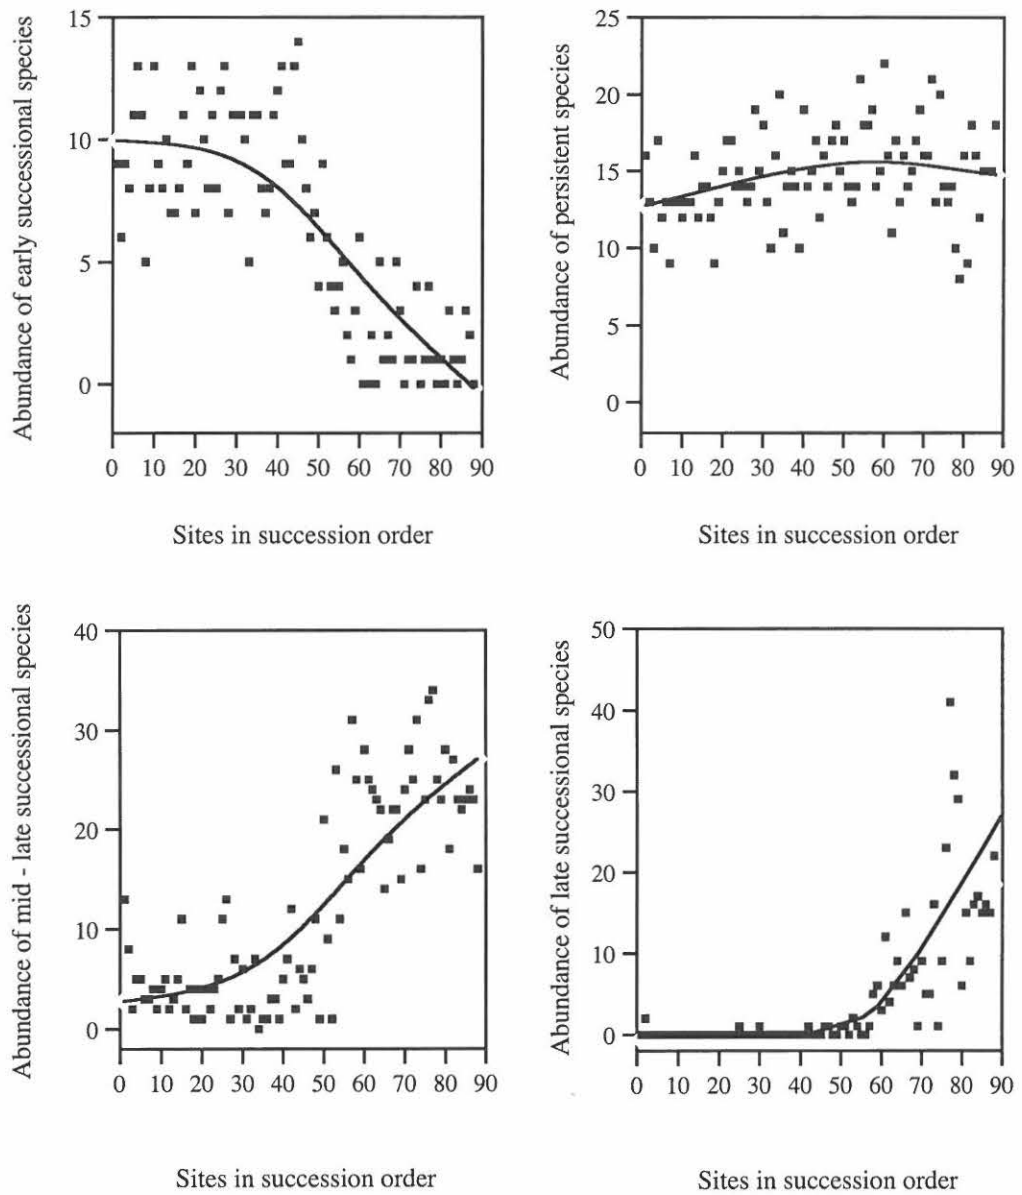 Abundance of early successional species
15
10
5
0
0 10 20 30 40 50 60 70 80 90
Sites in succession order
Abundance of persistent species
25
20
15
10
5
0
0 10 20 30 40 50 60 70 80 90
Sites in succession order
Abundance of mid - late successional species
40
30
20
10
0
0 10 20 30 40 50 60 70 80 90
Sites in succession order
Abundance of late successional species
50
40
30
20
10
0
0 10 20 30 40 50 60 70 80 90
Sites in succession order